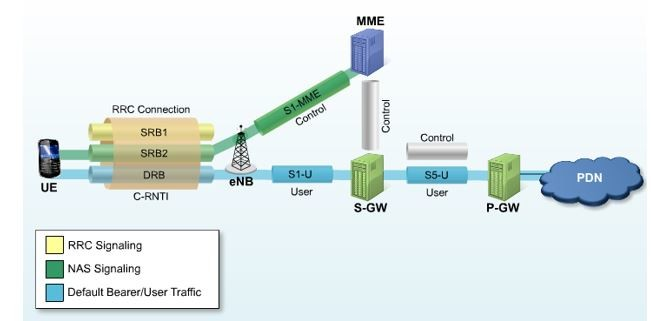 MME
S1-MME
Control
Control
RRC Connection
SRB1
SRB2
DRB
C-RNTI
UE
eNB
S1-U
User
S-GW
Control
S5-U
User
P-GW
PDN
RRC Signaling
NAS Signaling
Default Bearer/User Traffic